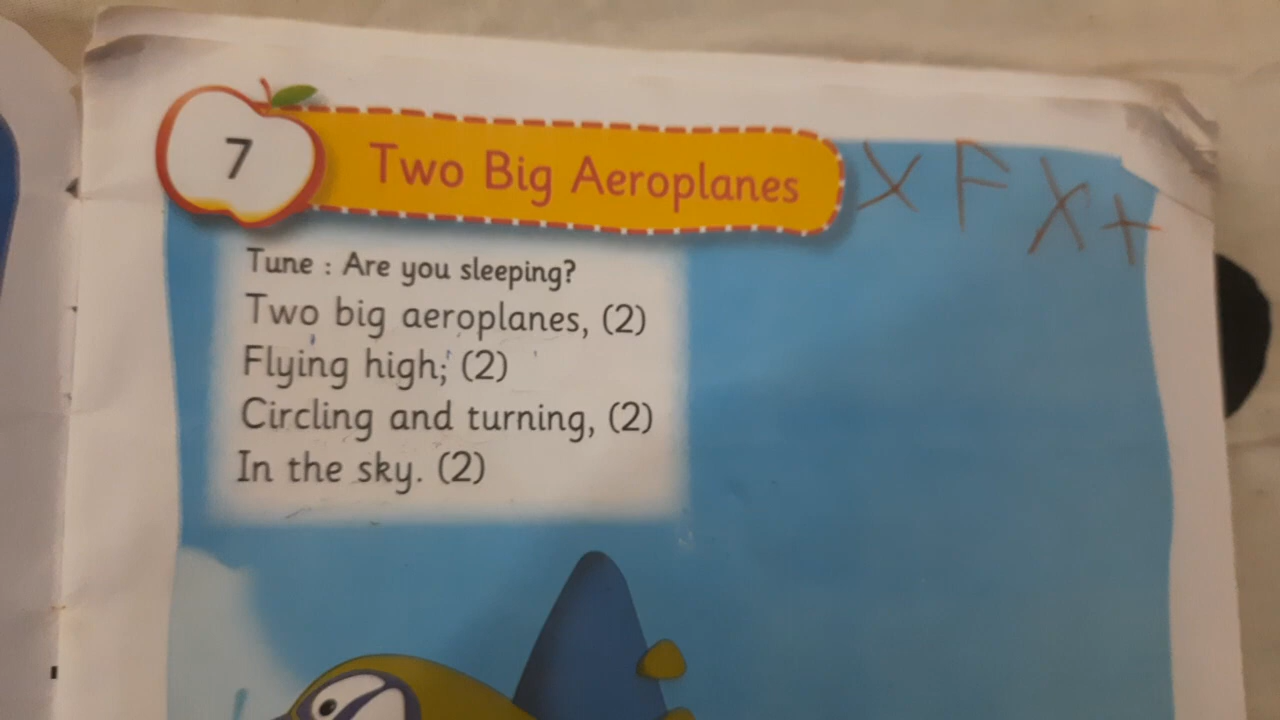 7
Two Big Aeroplanes
X F X +
Tune : Are you sleeping?
Two big aeroplanes, (2)
Flying high; (2)
Circling and turning, (2)
In the sky. (2)